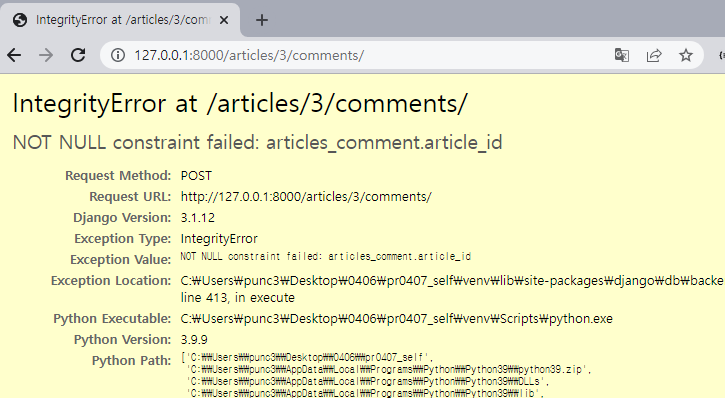 IntegrityError at /articles/3/com
127.0.0.1:8000/articles/3/comments/
IntegrityError at /articles/3/comments/
NOT NULL constraint failed: articles_comment.article_id
Request Method: POST
Request URL: http://127.0.0.1:8000/articles/3/comments/
Django Version: 3.1.12
Exception Type: IntegrityError
Exception Value: NOT NULL constraint failed: articles_comment.article_id
Exception Location: C:₩Users₩punc3₩Desktop₩0406₩pr0407_self₩venv₩lib₩site-packages₩django₩db₩backe
line 413, in execute
Python Executable: C:₩Users₩punc3₩Desktop₩0406₩pr0407_self₩venv₩Scripts₩python.exe
Python Version: 3.9.9
Python Path: ['C:₩₩Users₩₩punc3₩₩Desktop₩₩0406₩₩pr0407_self',
'C:₩₩Users₩₩punc3₩₩AppData₩₩Local₩₩Programs₩₩Python₩₩Python39₩₩python39.zip',
'C:₩₩Users₩₩punc3₩₩AppData₩₩Local₩₩Programs₩₩Python₩₩Python39₩₩DLLs',
'C:₩₩Users₩₩punc3₩₩AppData₩₩Local₩₩Programs₩₩Python₩₩Python39₩₩lib',